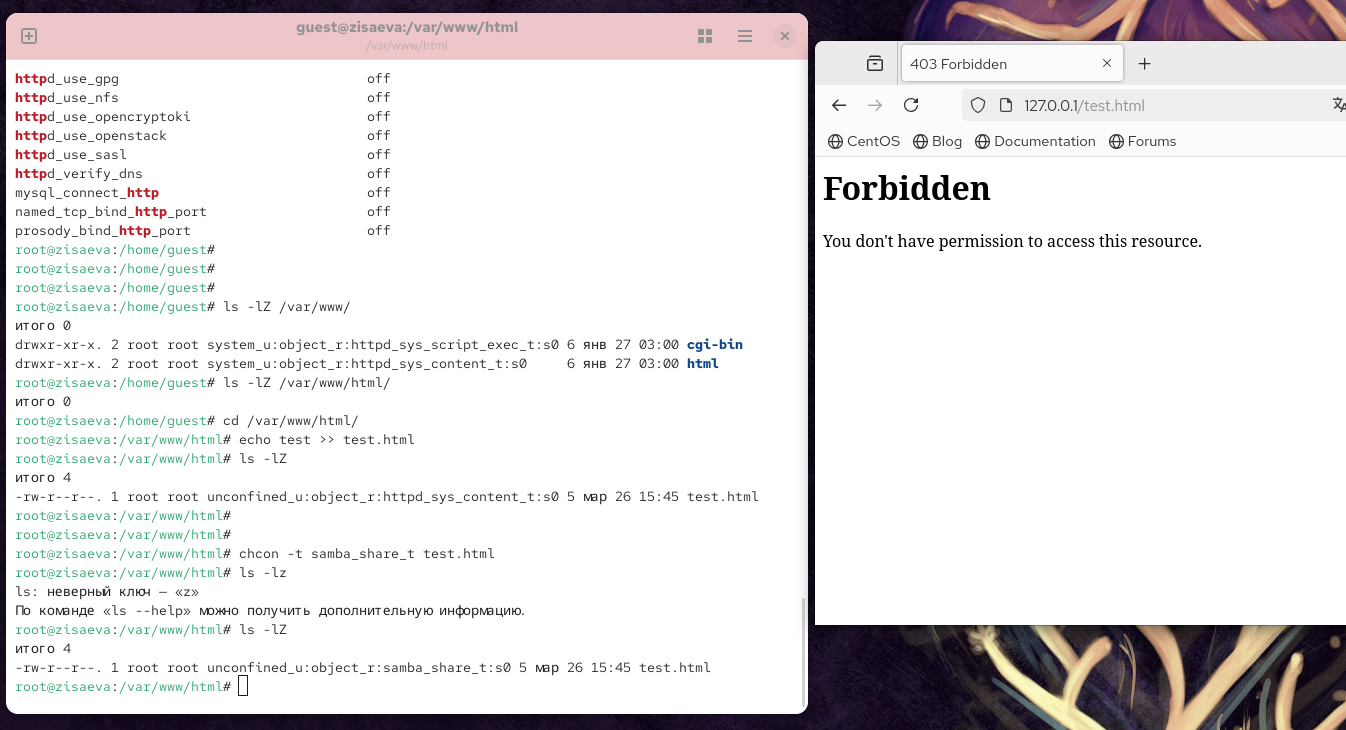 guest@zisaeva:/var/www/html
/var/www/html
httpd_use_gpg off
httpd_use_nfs off
httpd_use_opencryptoki off
httpd_use_openstack off
httpd_use_sasl off
httpd_verify_dns off
mysql_connect_http off
named_tcp_bind_http_port off
prosody_bind_http_port off
root@zisaeva:/home/guest#
root@zisaeva:/home/guest#
root@zisaeva:/home/guest#
root@zisaeva:/home/guest# ls -lZ /var/www/
итого 0
drwxr-xr-x. 2 root root system_u:object_r:httpd_sys_script_exec_t:s0 6 янв 27 03:00 cgi-bin
drwxr-xr-x. 2 root root system_u:object_r:httpd_sys_content_t:s0 6 янв 27 03:00 html
root@zisaeva:/home/guest# ls -lZ /var/www/html/
итого 0
root@zisaeva:/home/guest# cd /var/www/html/
root@zisaeva:/var/www/html# echo test >> test.html
root@zisaeva:/var/www/html# ls -lZ
итого 4
-rw-r--r--. 1 root root unconfined_u:object_r:httpd_sys_content_t:s0 5 мар 26 15:45 test.html
root@zisaeva:/var/www/html#
root@zisaeva:/var/www/html#
root@zisaeva:/var/www/html# chcon -t samba_share_t test.html
root@zisaeva:/var/www/html# ls -lz
ls: неверный ключ — «z»
По команде «ls --help» можно получить дополнительную информацию.
root@zisaeva:/var/www/html# ls -lZ
итого 4
-rw-r--r--. 1 root root unconfined_u:object_r:samba_share_t:s0 5 мар 26 15:45 test.html
root@zisaeva:/var/www/html#
403 Forbidden
127.0.0.1/test.html
CentOS Blog Documentation Forums
Forbidden
You don't have permission to access this resource.